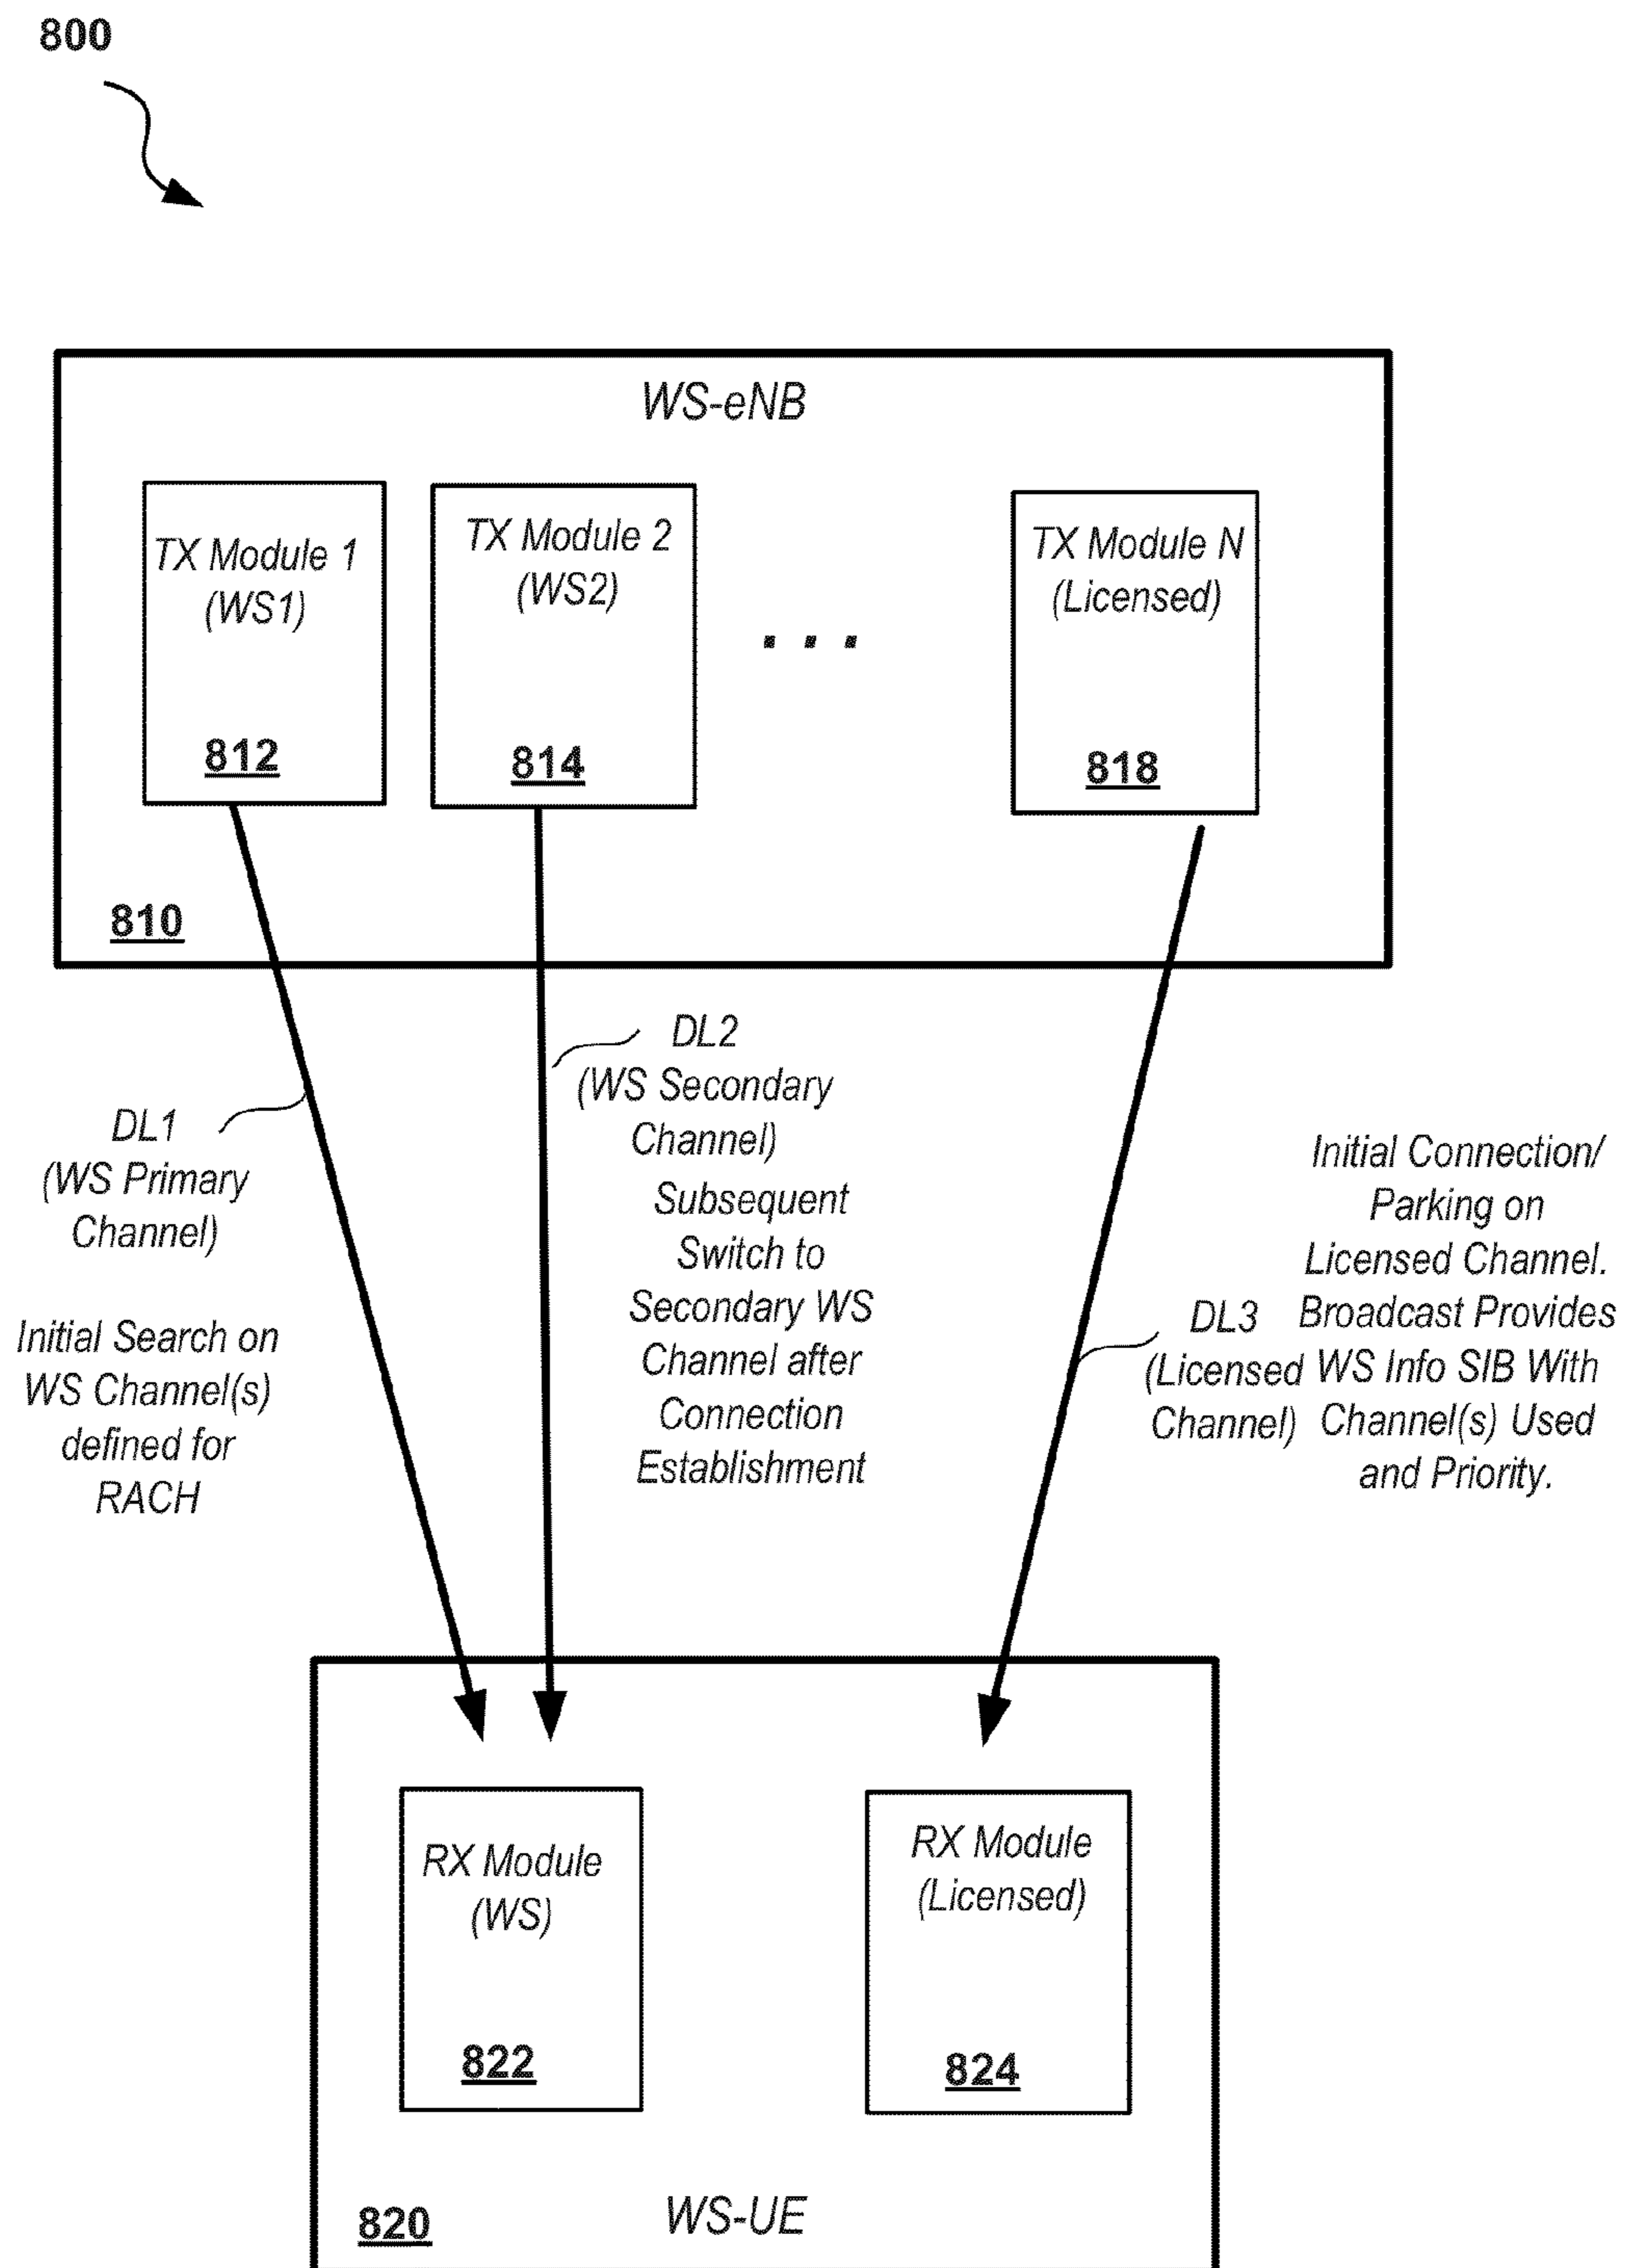 800
WS-eNB
TX Module 1
(WS1)
812
TX Module 2
(WS2)
814
. . .
TX Module N
(Licensed)
818
810
DL1
(WS Primary
Channel)
Initial Search on
WS Channel(s)
defined for
RACH
DL2
(WS Secondary
Channel)
Subsequent
Switch to
Secondary WS
Channel after
Connection
Establishment
DL3
(Licensed
Channel)
Initial Connection/
Parking on
Licensed Channel.
Broadcast Provides
WS Info SIB With
Channel(s) Used
and Priority.
RX Module
(WS)
822
RX Module
(Licensed)
824
820
WS-UE